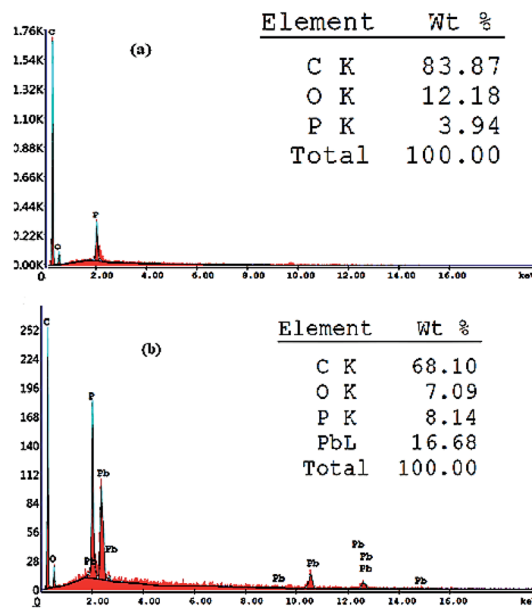 Element Wt %
C K 83.87
O K 12.18
P K 3.94
Total 100.00
(a)
1.76K
1.54K
1.32K
1.10K
0.88K
0.66K
0.44K
0.22K
0.00K
C
O
P
0 2.00 4.00 6.00 8.00 10.00 12.00 14.00 16.00 keV
Element Wt %
C K 68.10
O K 7.09
P K 8.14
PbL 16.68
Total 100.00
(b)
252
224
196
168
140
112
84
56
28
0
C
P
Pb
O
Pb
Pb
Pb
Pb
Pb
Pb
Pb
Pb
0 2.00 4.00 6.00 8.00 10.00 12.00 14.00 16.00